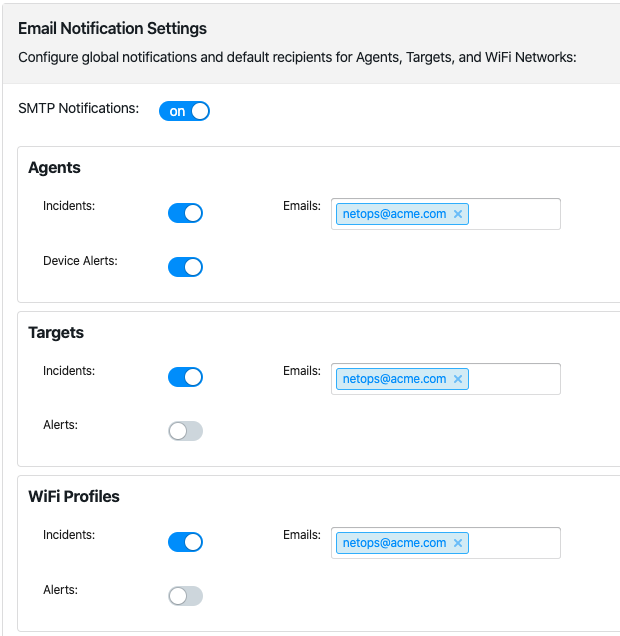 Email Notification Settings
Configure global notifications and default recipients for Agents, Targets, and WiFi Networks:
SMTP Notifications: on
Agents
Incidents: Emails: netops@acme.com ×
Device Alerts:
Targets
Incidents: Emails: netops@acme.com ×
Alerts:
WiFi Profiles
Incidents: Emails: netops@acme.com ×
Alerts: